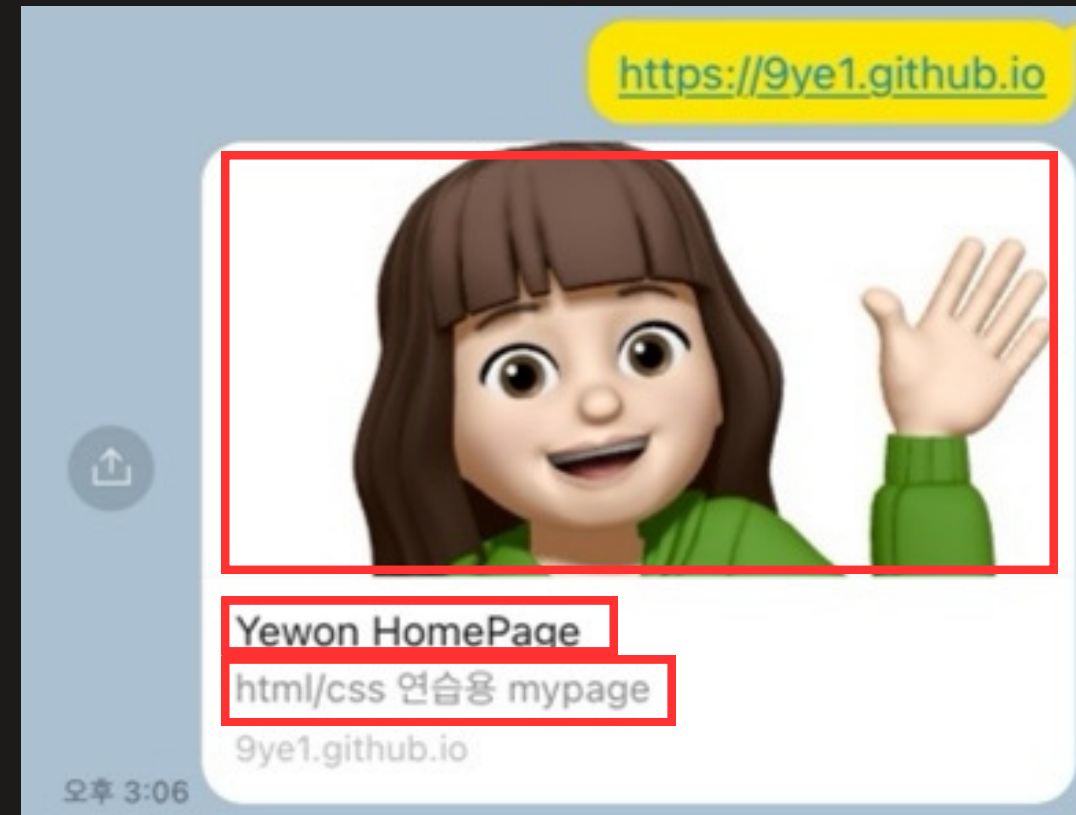 https://9ye1.github.io
Yewon HomePage
html/css 연습용 mypage
9ye1.github.io
오후 3:06